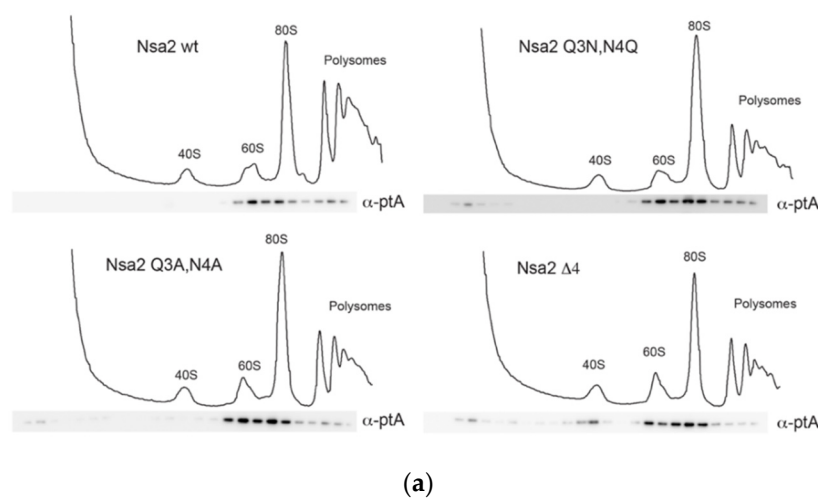 Nsa2 wt
40S
60S
80S
Polysomes
α-ptA
Nsa2 Q3N,N4Q
40S
60S
80S
Polysomes
α-ptA
Nsa2 Q3A,N4A
40S
60S
80S
Polysomes
α-ptA
Nsa2 Δ4
40S
60S
80S
Polysomes
α-ptA
(a)